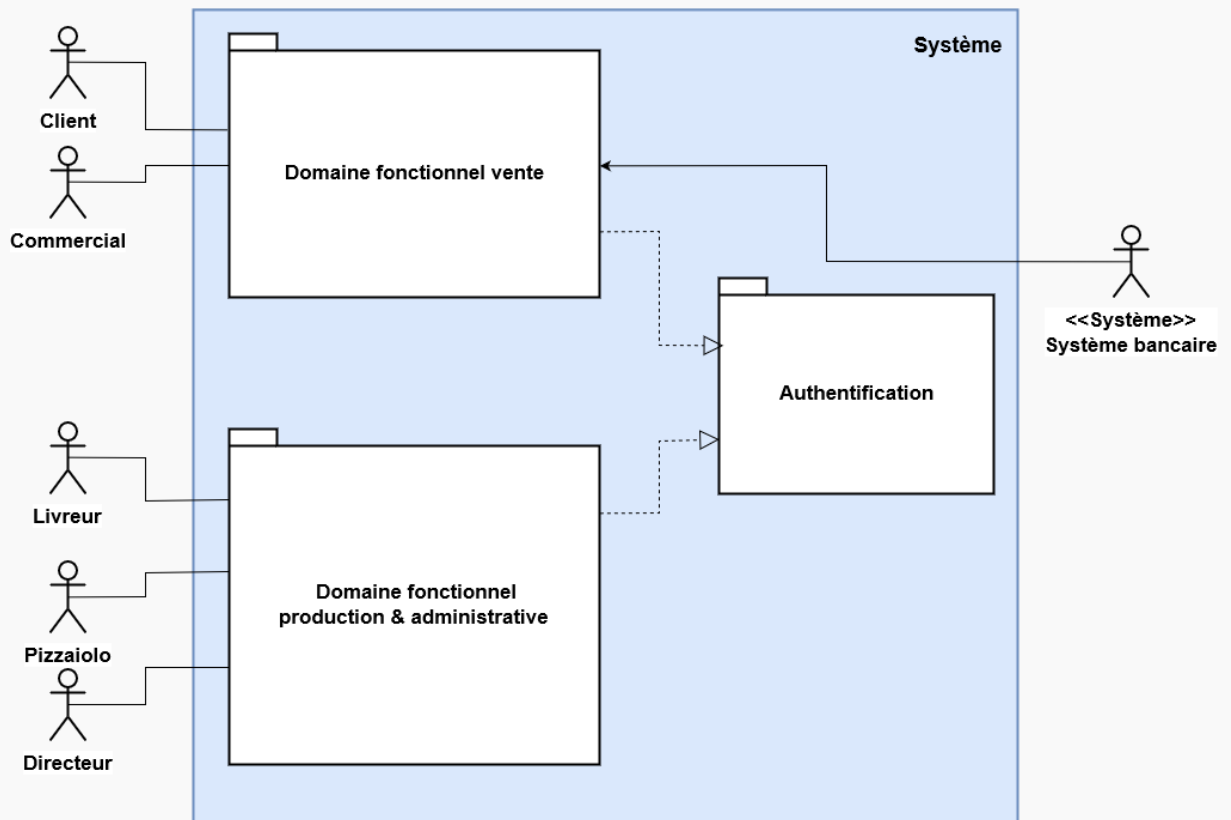 Système
Client
Domaine fonctionnel vente
Commercial
<<Système>>
Système bancaire
Authentification
Livreur
Domaine fonctionnel
production & administrative
Pizzaiolo
Directeur